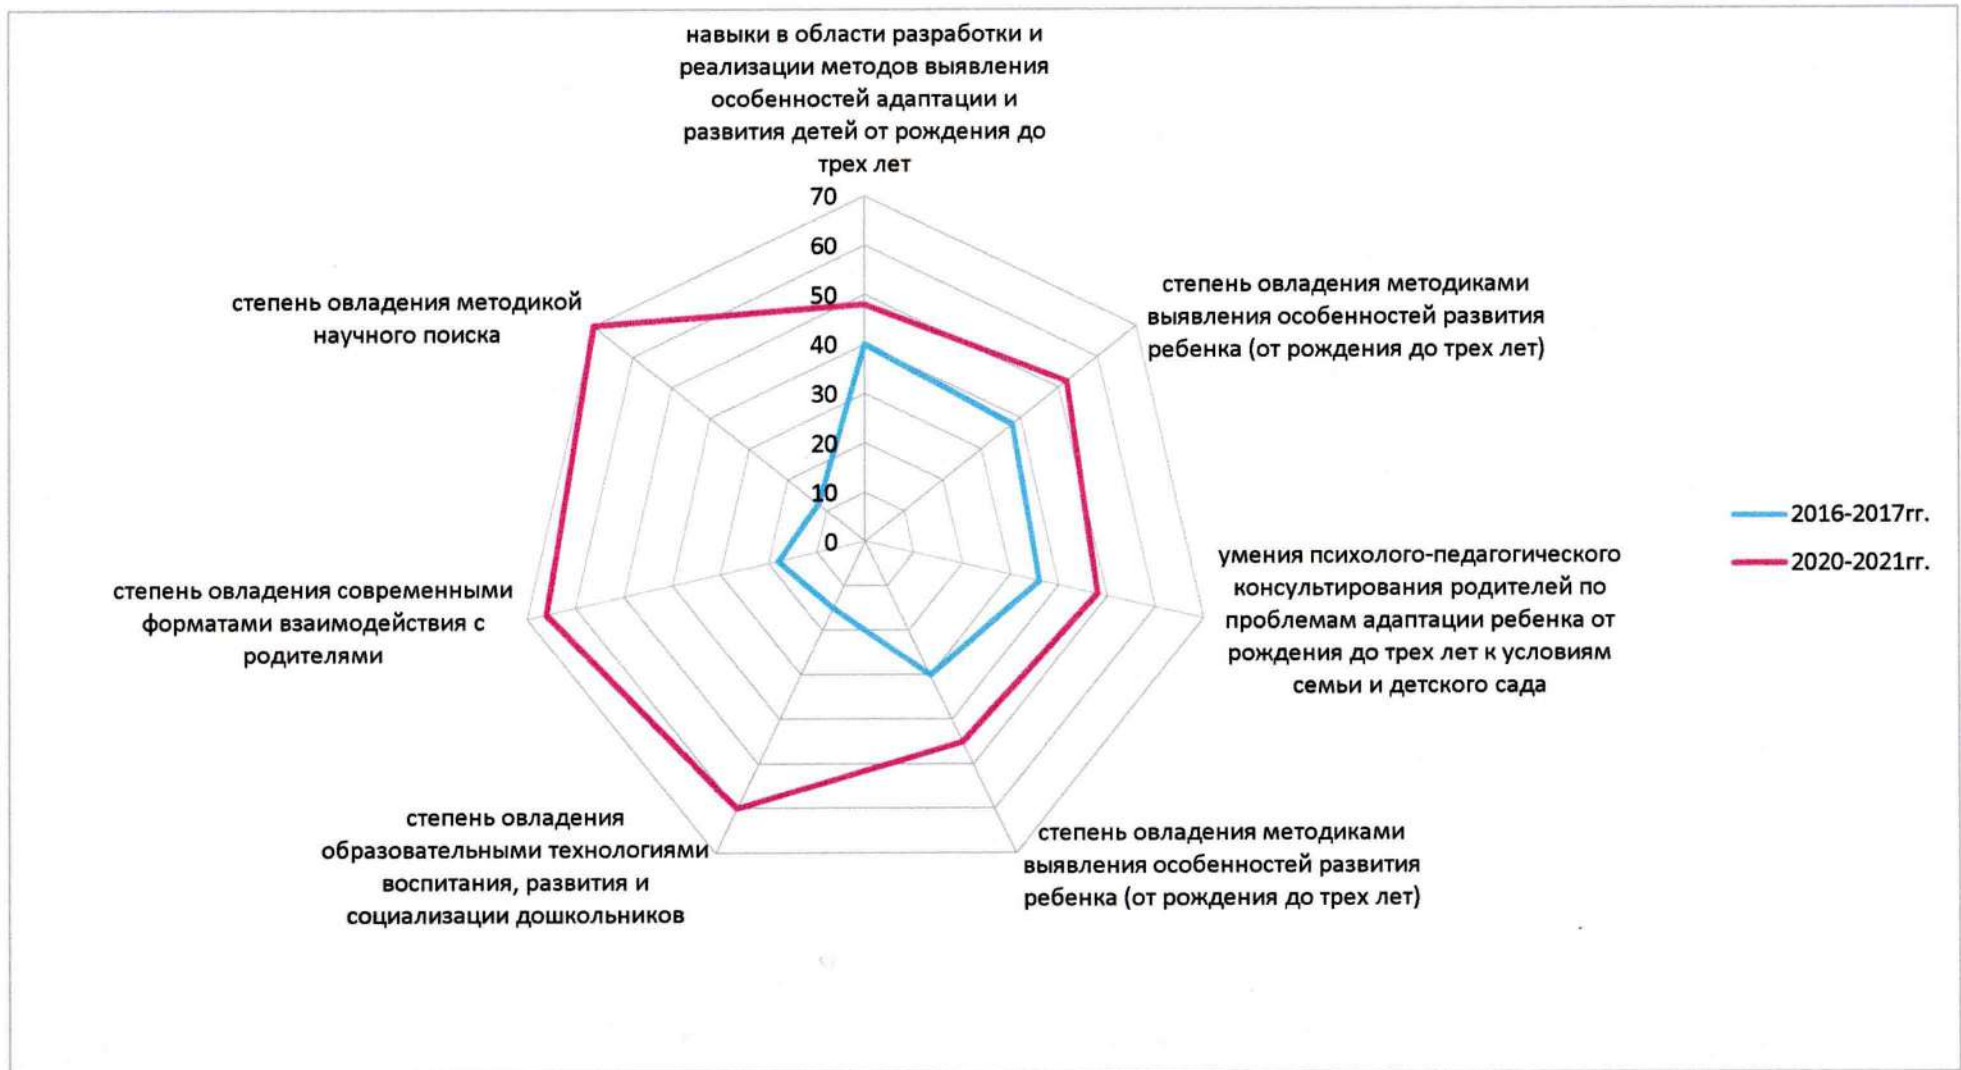 навыки в области разработки и
реализации методов выявления
особенностей адаптации и
развития детей от рождения до
трех лет
70
60
50
40
30
20
10
0
степень овладения методиками
выявления особенностей развития
ребенка (от рождения до трех лет)
умения психолого-педагогического
консультирования родителей по
проблемам адаптации ребенка от
рождения до трех лет к условиям
семьи и детского сада
степень овладения методиками
выявления особенностей развития
ребенка (от рождения до трех лет)
степень овладения
образовательными технологиями
воспитания, развития и
социализации дошкольников
степень овладения современными
форматами взаимодействия с
родителями
степень овладения методикой
научного поиска
2016-2017гг.
2020-2021гг.